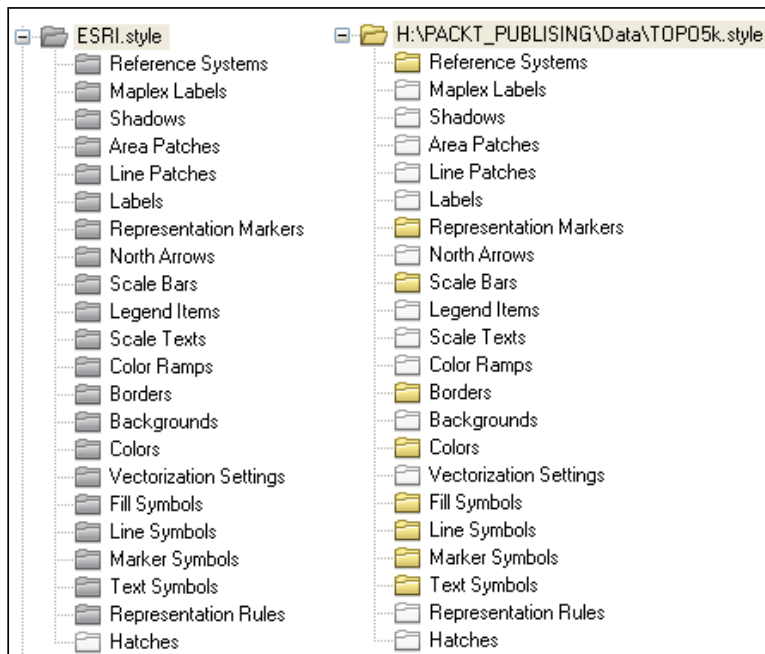 ESRI.style
Reference Systems
Maplex Labels
Shadows
Area Patches
Line Patches
Labels
Representation Markers
North Arrows
Scale Bars
Legend Items
Scale Texts
Color Ramps
Borders
Backgrounds
Colors
Vectorization Settings
Fill Symbols
Line Symbols
Marker Symbols
Text Symbols
Representation Rules
Hatches
H:\PACKT_PUBLISING\Data\TOPO5k.style
Reference Systems
Maplex Labels
Shadows
Area Patches
Line Patches
Labels
Representation Markers
North Arrows
Scale Bars
Legend Items
Scale Texts
Color Ramps
Borders
Backgrounds
Colors
Vectorization Settings
Fill Symbols
Line Symbols
Marker Symbols
Text Symbols
Representation Rules
Hatches